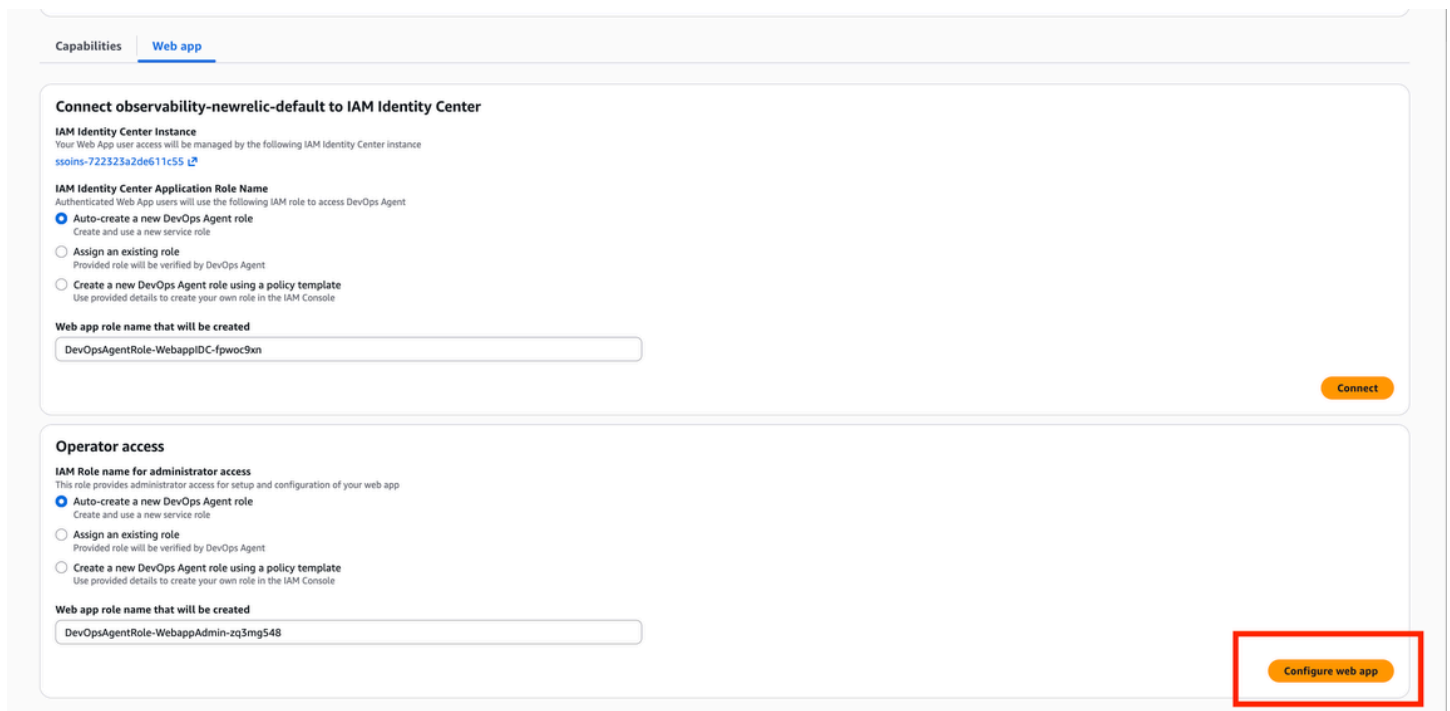 Capabilities
Web app
Connect observability-newrelic-default to IAM Identity Center
IAM Identity Center Instance
Your Web App user access will be managed by the following IAM Identity Center instance
ssoins-722323a2de611c55
IAM Identity Center Application Role Name
Authenticated Web App users will use the following IAM role to access DevOps Agent
Auto-create a new DevOps Agent role
Create and use a new service role
Assign an existing role
Provided role will be verified by DevOps Agent
Create a new DevOps Agent role using a policy template
Use provided details to create your own role in the IAM Console
Web app role name that will be created
DevOpsAgentRole-WebappIDC-fpwoc9xn
Connect
Operator access
IAM Role name for administrator access
This role provides administrator access for setup and configuration of your web app
Auto-create a new DevOps Agent role
Create and use a new service role
Assign an existing role
Provided role will be verified by DevOps Agent
Create a new DevOps Agent role using a policy template
Use provided details to create your own role in the IAM Console
Web app role name that will be created
DevOpsAgentRole-WebappAdmin-zq3mg548
Configure web app